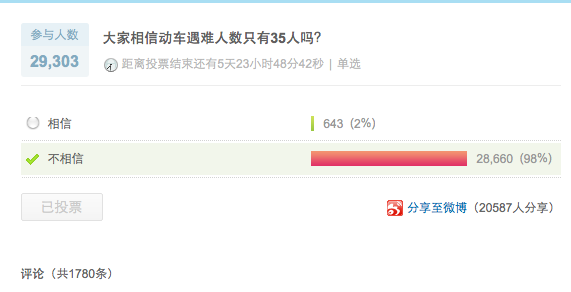 参与人数
29,303
大家相信动车遇难人数只有35人吗？
距离投票结束还有5天23小时48分42秒 | 单选
相信 643 (2%)
不相信 28,660 (98%)
已投票
分享至微博（20587人分享）
评论（共1780条）